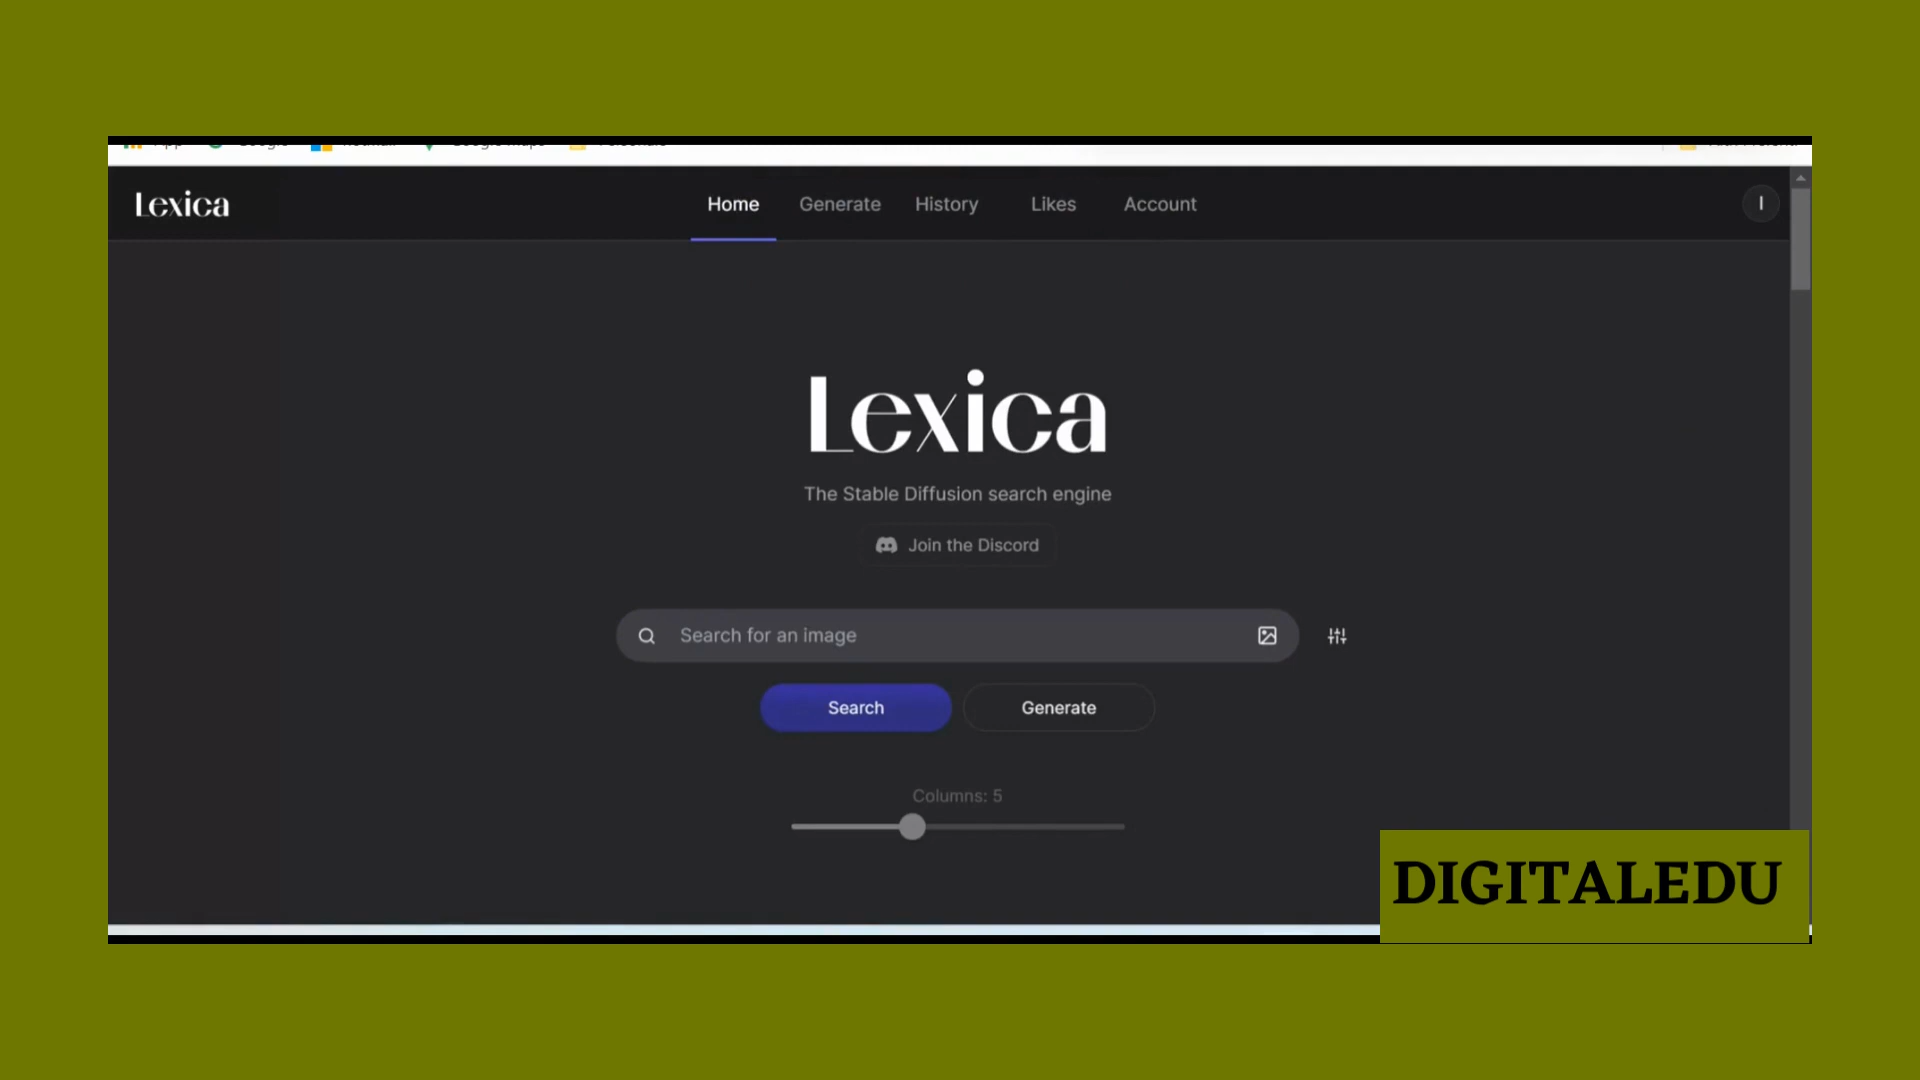 Lexica
Home Generate History Likes Account
I
Lexica
The Stable Diffusion search engine
Join the Discord
Search for an image
Search Generate
Columns: 5
DIGITALEDU